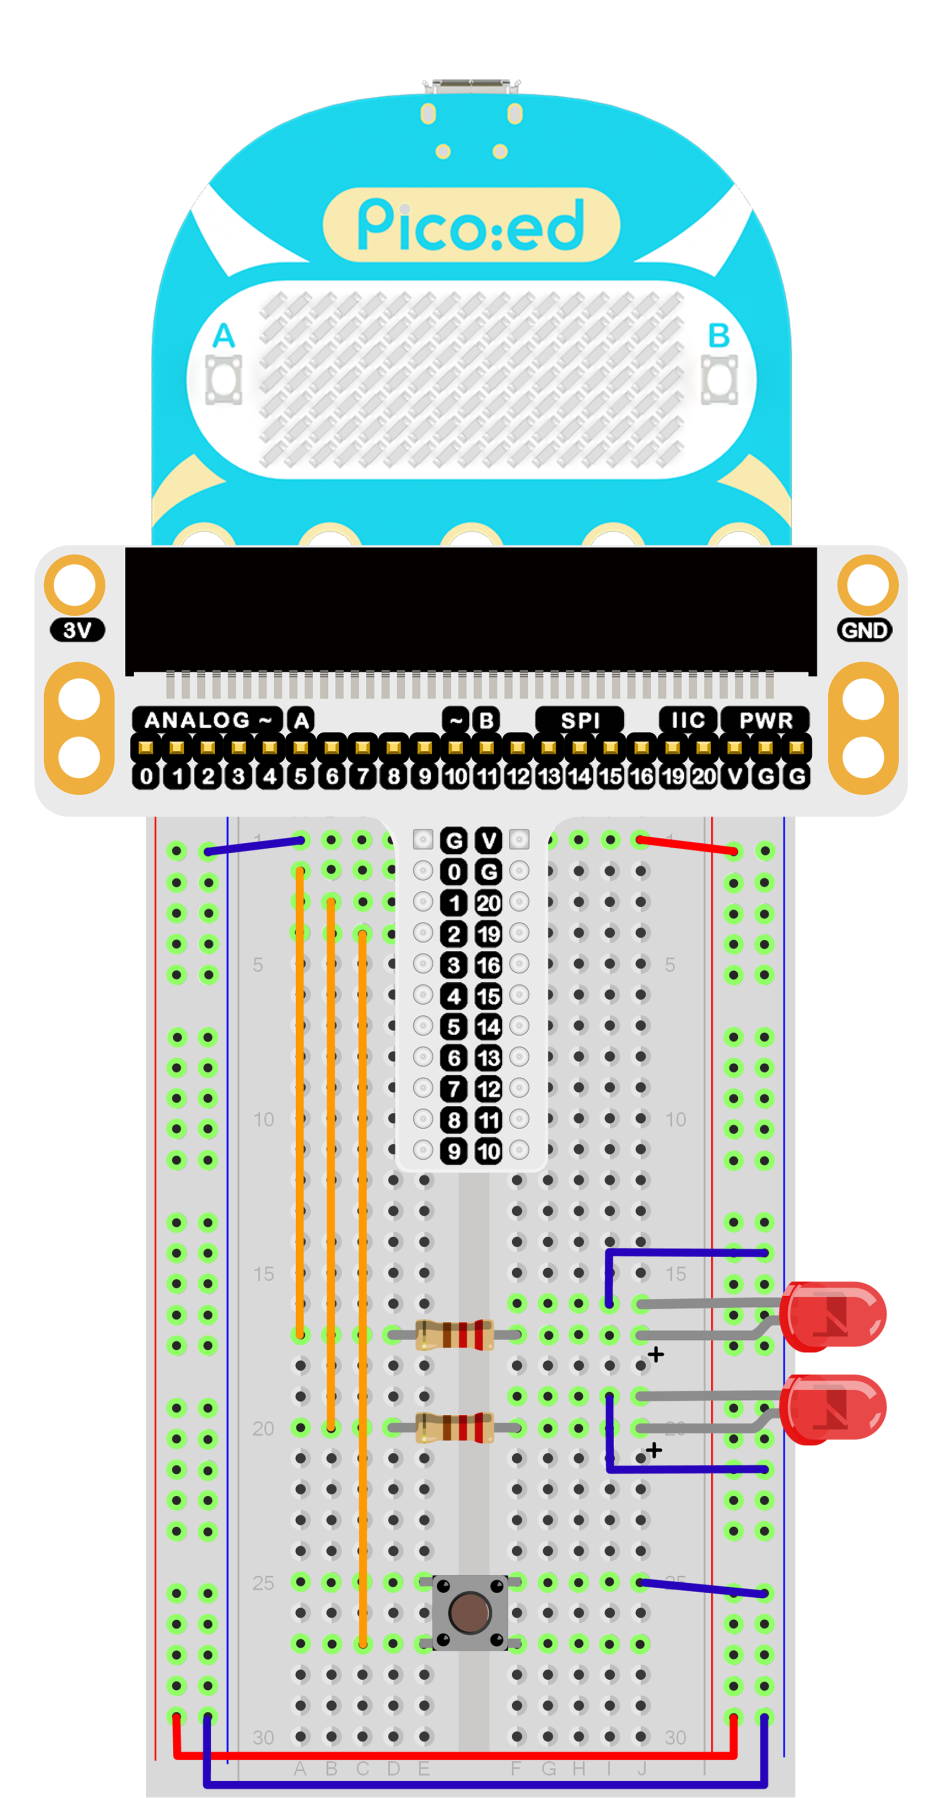 Pico:ed
A B
3V GND
ANALOG ~ A ~ B SPI IIC PWR
0 1 2 3 4 5 6 7 8 9 10 11 12 13 14 15 16 19 20 V G G
1 G V 1
0 G
1 20
2 19
5 3 16 5
4 15
5 14
6 13
7 12
10 8 11 10
9 10
15 15
+
20 20
+
25 25
30 30
A B C D E F G H I J I